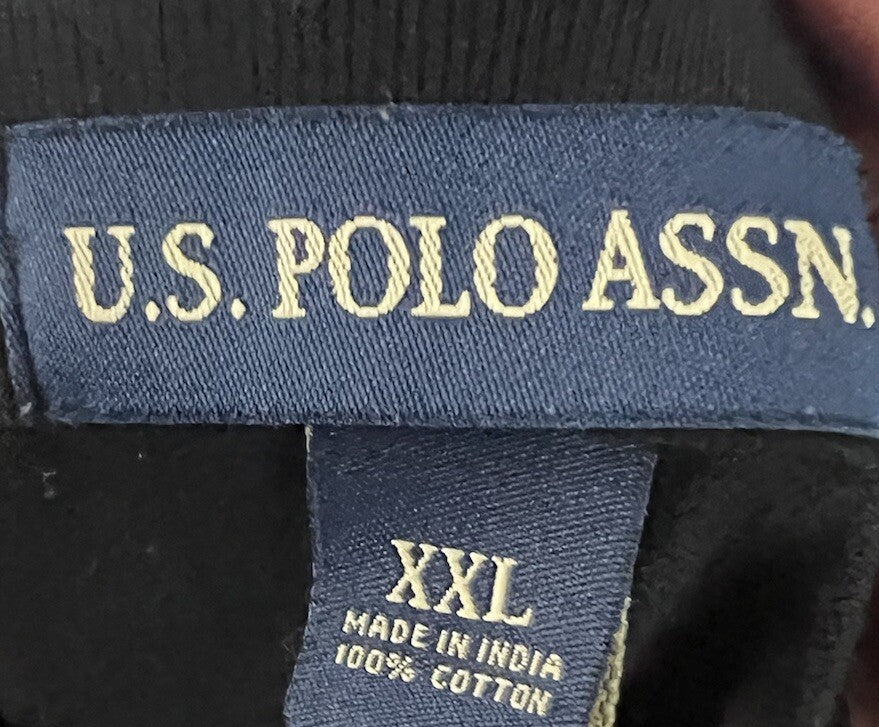 U.S. POLO ASSN.
XXL
MADE IN INDIA
100% COTTON